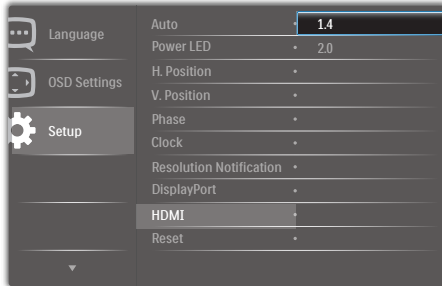 Language
OSD Settings
Setup
Auto
Power LED
H. Position
V. Position
Phase
Clock
Resolution Notification
DisplayPort
HDMI
Reset
1.4
2.0